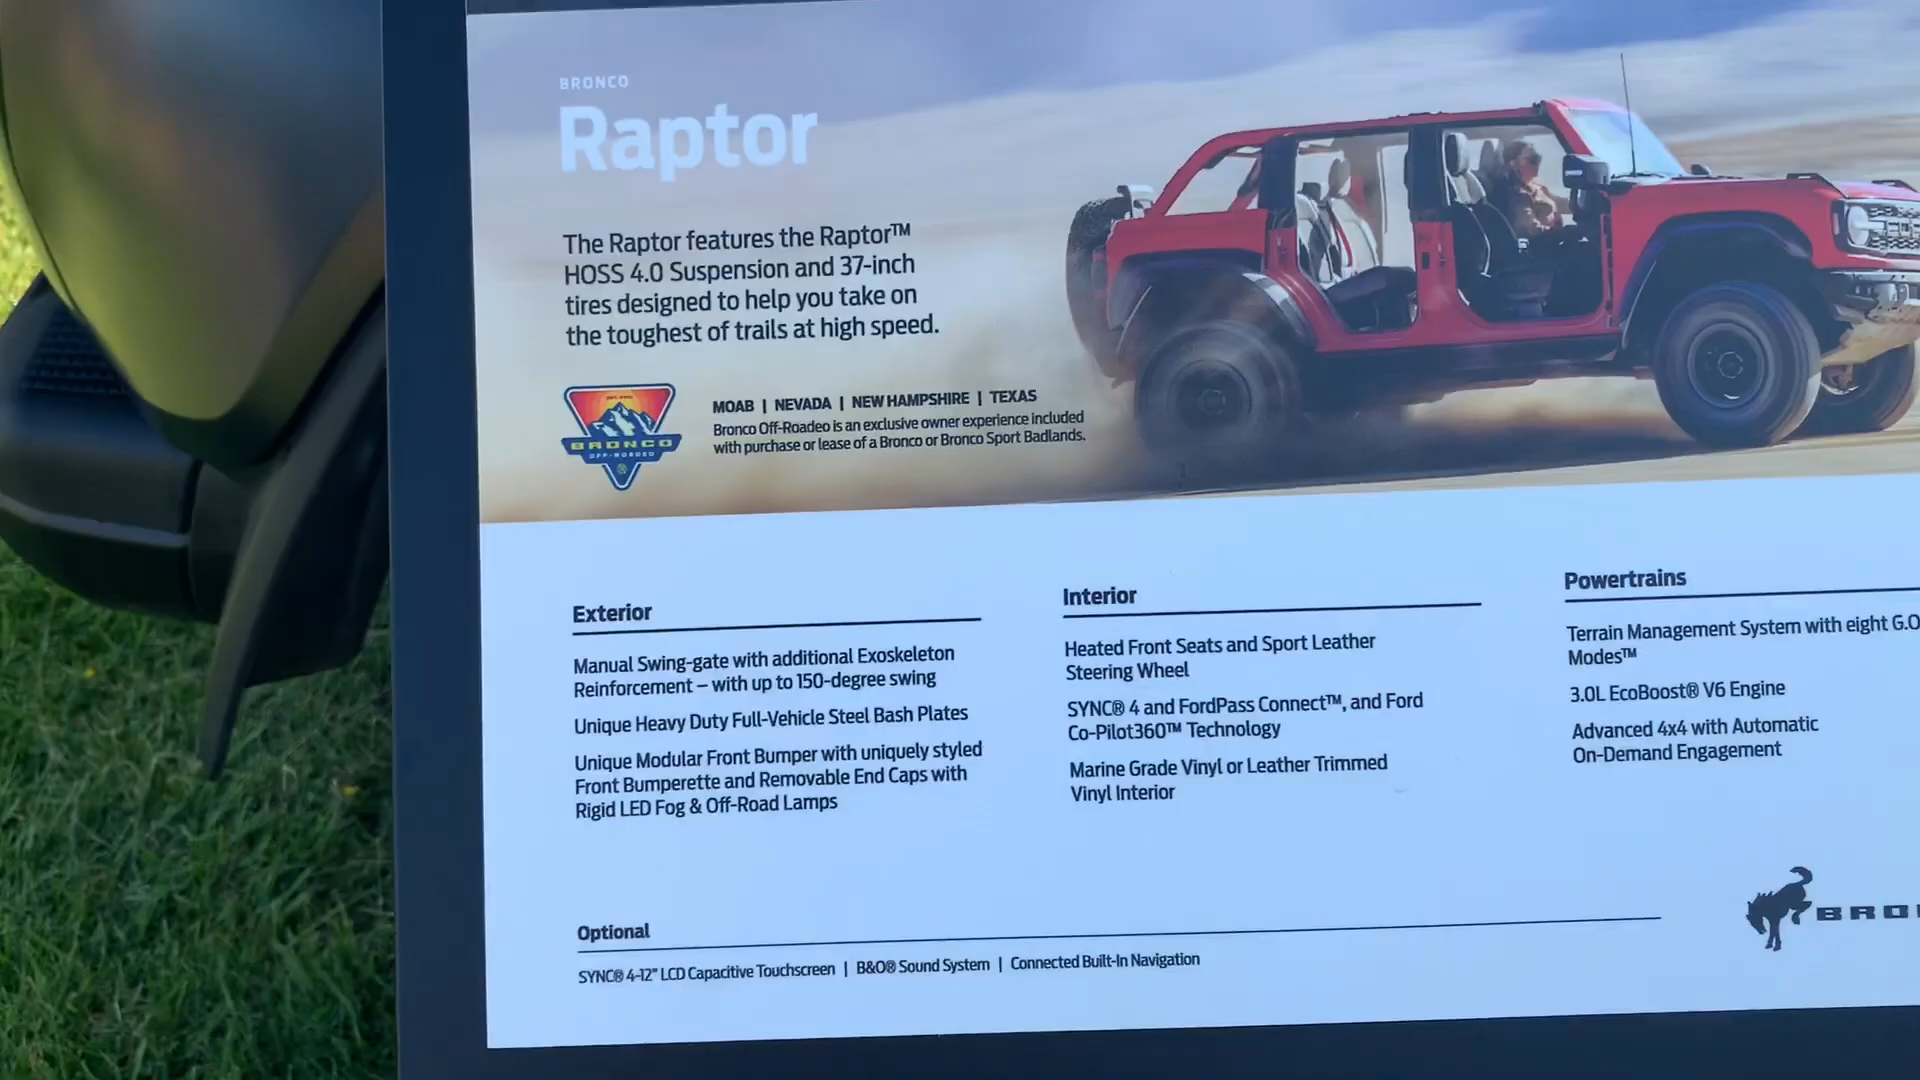 BRONCO
Raptor
The Raptor features the Raptor™
HOSS 4.0 Suspension and 37-inch
tires designed to help you take on
the toughest of trails at high speed.
BRONCO
OFF-RODEO
MOAB | NEVADA | NEW HAMPSHIRE | TEXAS
Bronco Off-Roadeo is an exclusive owner experience included
with purchase or lease of a Bronco or Bronco Sport Badlands.
Exterior
Manual Swing-gate with additional Exoskeleton
Reinforcement – with up to 150-degree swing
Unique Heavy Duty Full-Vehicle Steel Bash Plates
Unique Modular Front Bumper with uniquely styled
Front Bumperette and Removable End Caps with
Rigid LED Fog & Off-Road Lamps
Interior
Heated Front Seats and Sport Leather
Steering Wheel
SYNC® 4 and FordPass Connect™, and Ford
Co-Pilot360™ Technology
Marine Grade Vinyl or Leather Trimmed
Vinyl Interior
Powertrains
Terrain Management System with eight G.O
Modes™
3.0L EcoBoost® V6 Engine
Advanced 4x4 with Automatic
On-Demand Engagement
Optional
SYNC® 4-12" LCD Capacitive Touchscreen | B&O® Sound System | Connected Built-In Navigation
BRO